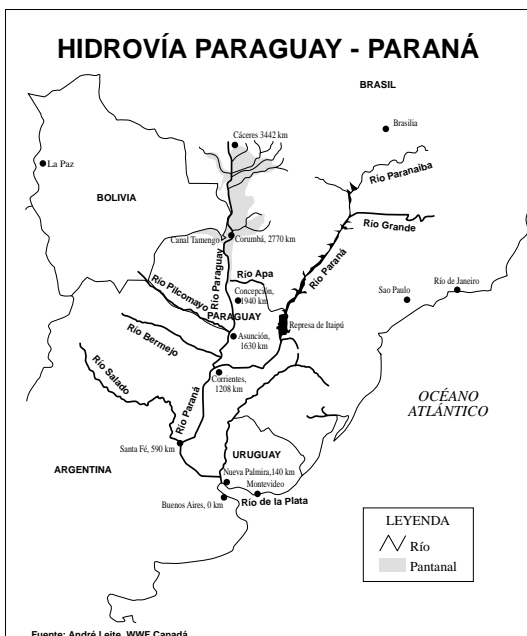 HIDROVÍA PARAGUAY - PARANÁ
BRASIL
Brasilia
Cáceres 3442 km
La Paz
Río Paranaiba
BOLIVIA
Río Grande
Canal Tamengo
Corumbá, 2770 km
Río Paraguay
Río Apa
Río Paraná
Río Pilcomayo
Concepción,
1940 km
Sao Paulo
Río de Janeiro
PARAGUAY
Represa de Itaipú
Río Bermejo
Asunción,
1630 km
Río Salado
Corrientes,
1208 km
OCÉANO
ATLÁNTICO
Río Paraná
Santa Fé, 590 km
URUGUAY
ARGENTINA
Nueva Palmira,140 km
Montevideo
Buenos Aires, 0 km
Río de la Plata
LEYENDA
Río
Pantanal
Fuente: André Leite, WWF Canadá